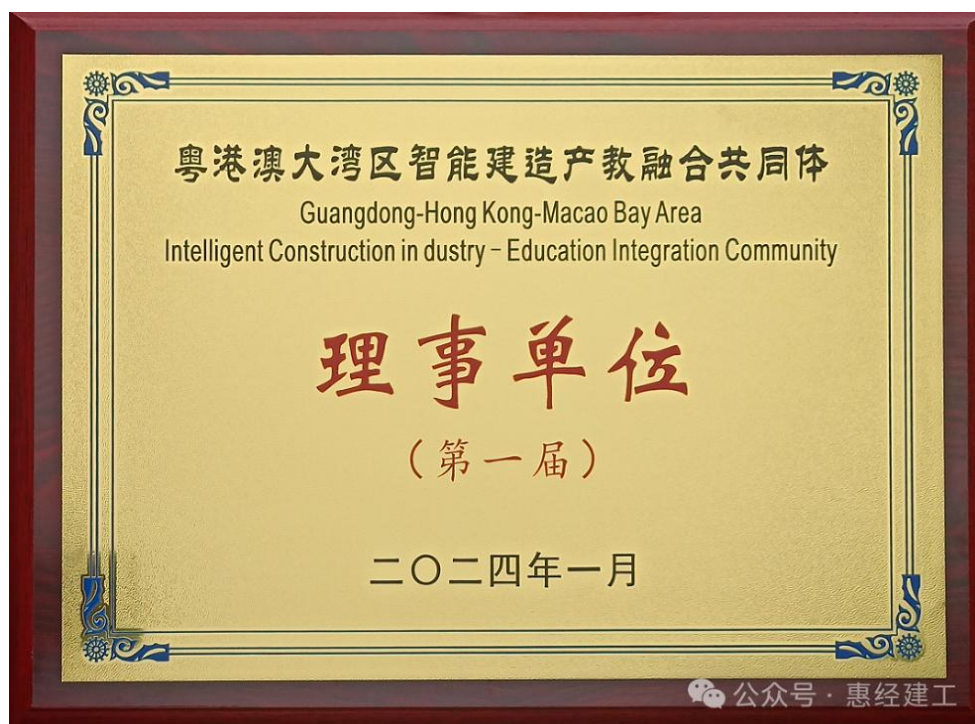 粤港澳大湾区智能建造产教融合共同体
Guangdong-Hong Kong-Macao Bay Area
Intelligent Construction in dustry - Education Integration Community
理事单位
（第一届）
二〇二四年一月
公众号 · 惠经建工